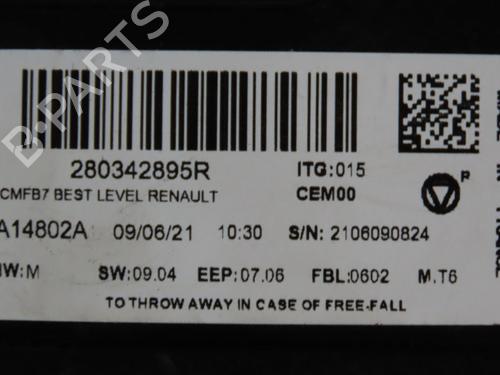 B-PARTS
280342895R
ITG:015
CMFB7 BEST LEVEL RENAULT
CEM00
P
A14802A 09/06/21 10:30 S/N: 2106090824
HW:M SW:09.04 EEP:07.06 FBL:0602 M.T6
TO THROW AWAY IN CASE OF FREE-FALL